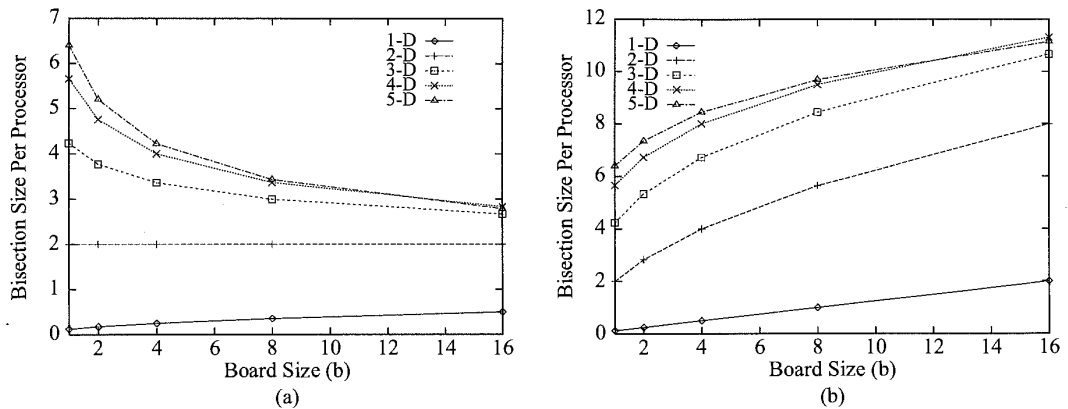 Bisection Size Per Processor
7
6
5
4
3
2
1
0
1-D
2-D
3-D
4-D
5-D
2 4 6 8 10 12 14 16
Board Size (b)
(a)
Bisection Size Per Processor
12
10
8
6
4
2
0
1-D
2-D
3-D
4-D
5-D
2 4 6 8 10 12 14 16
Board Size (b)
(b)